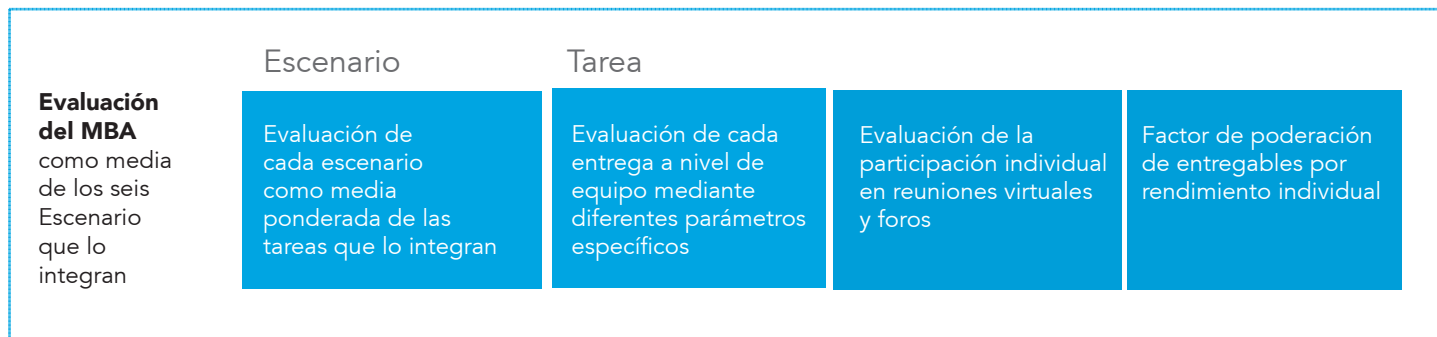 Escenario
Tarea
Evaluación
del MBA
como media
de los seis
Escenario
que lo
integran
Evaluación de
cada escenario
como media
ponderada de las
tareas que lo integran
Evaluación de cada
entrega a nivel de
equipo mediante
diferentes parámetros
específicos
Evaluación de la
participación individual
en reuniones virtuales
y foros
Factor de poderación
de entregables por
rendimiento individual